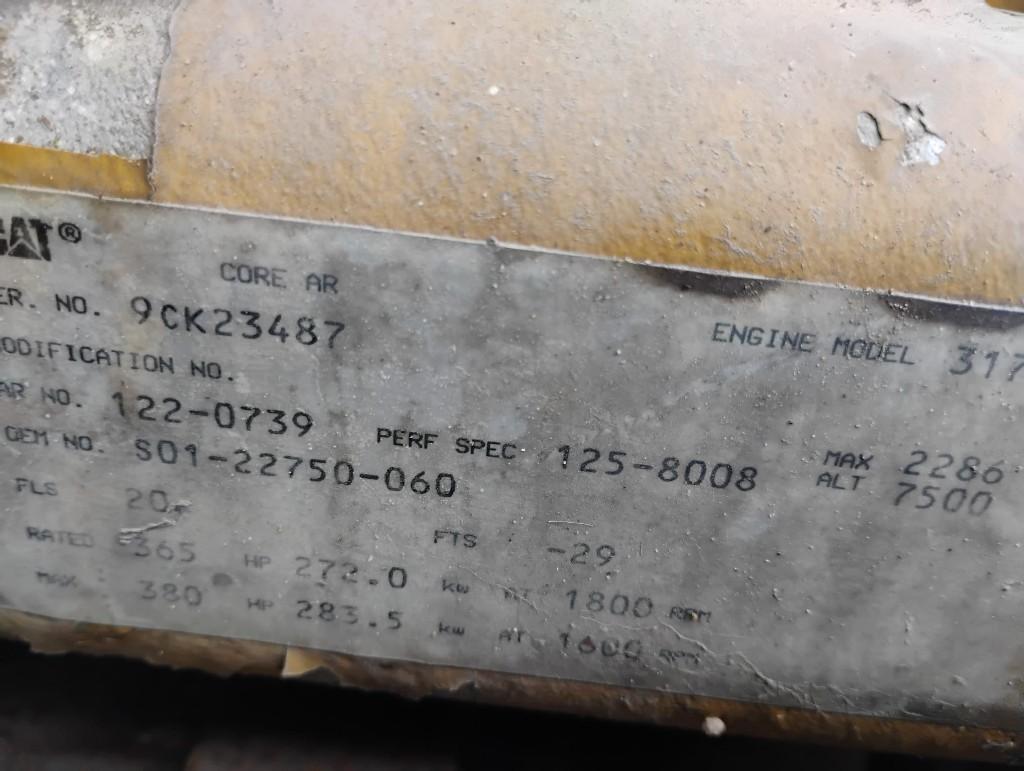 CAT®
CORE AR
ER. NO. 9CK23487
ENGINE MODEL 317
ODIFICATION NO.
AR NO. 122-0739
PERF SPEC 125-8008
MAX 2286
ALT 7500
OEM NO. S01-22750-060
FLS 20
FTS -29
RATED 365 HP 272.0 kW AT 1800 RPM
MAX 380 HP 283.5 kW AT 1600 RPM